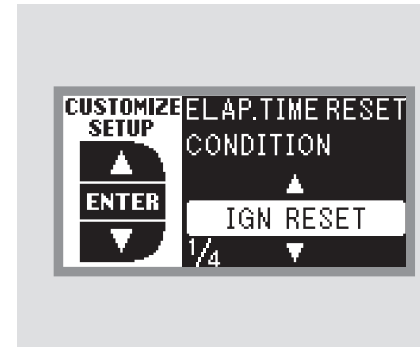 CUSTOMIZE
SETUP
ENTER
ELAP.TIME RESET
CONDITION
IGN RESET
1/4